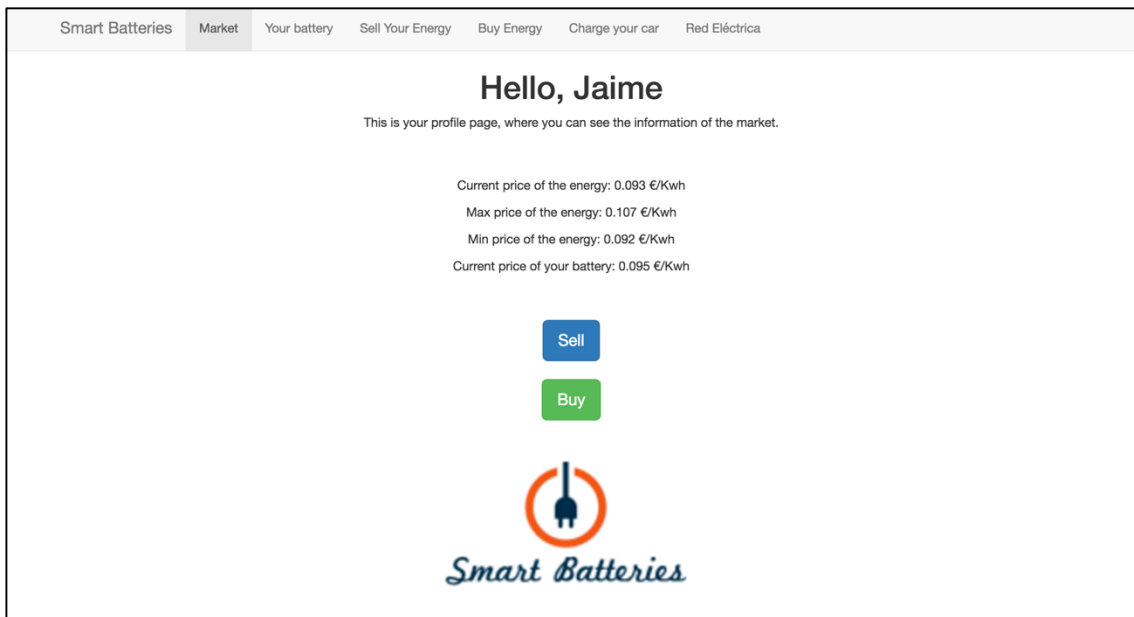 Smart Batteries Market Your battery Sell Your Energy Buy Energy Charge your car Red Eléctrica
Hello, Jaime
This is your profile page, where you can see the information of the market.
Current price of the energy: 0.093 €/Kwh
Max price of the energy: 0.107 €/Kwh
Min price of the energy: 0.092 €/Kwh
Current price of your battery: 0.095 €/Kwh
Sell
Buy
Smart Batteries